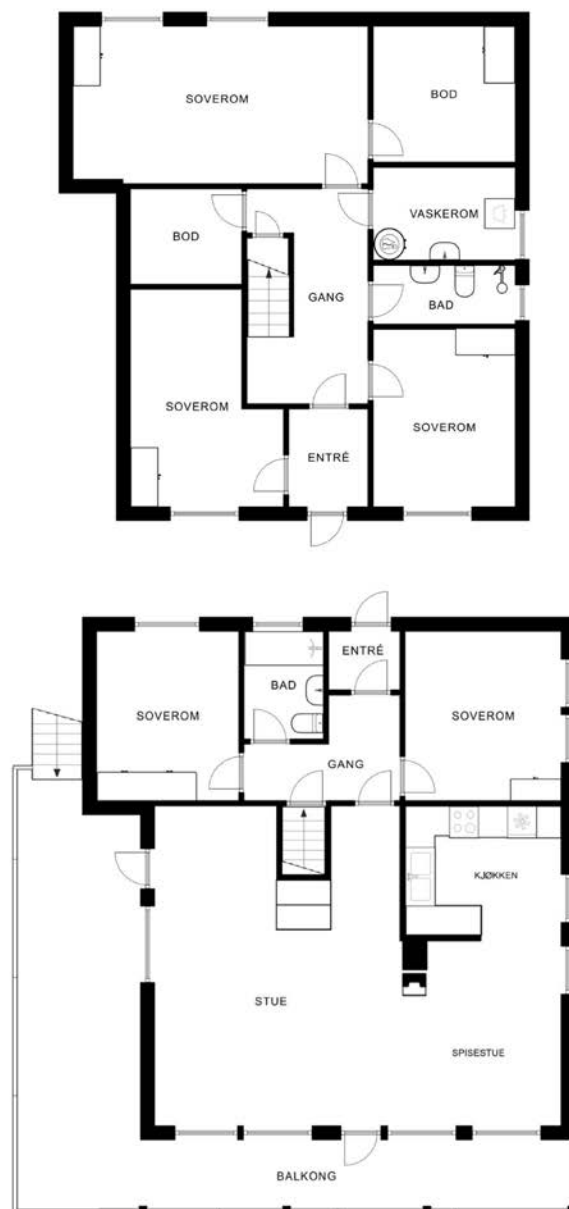 SOVEROM
BOD
VASKEROM
BOD
GANG
BAD
SOVEROM
SOVEROM
ENTRÉ
ENTRÉ
BAD
SOVEROM
SOVEROM
GANG
KJØKKEN
STUE
SPISESTUE
BALKONG